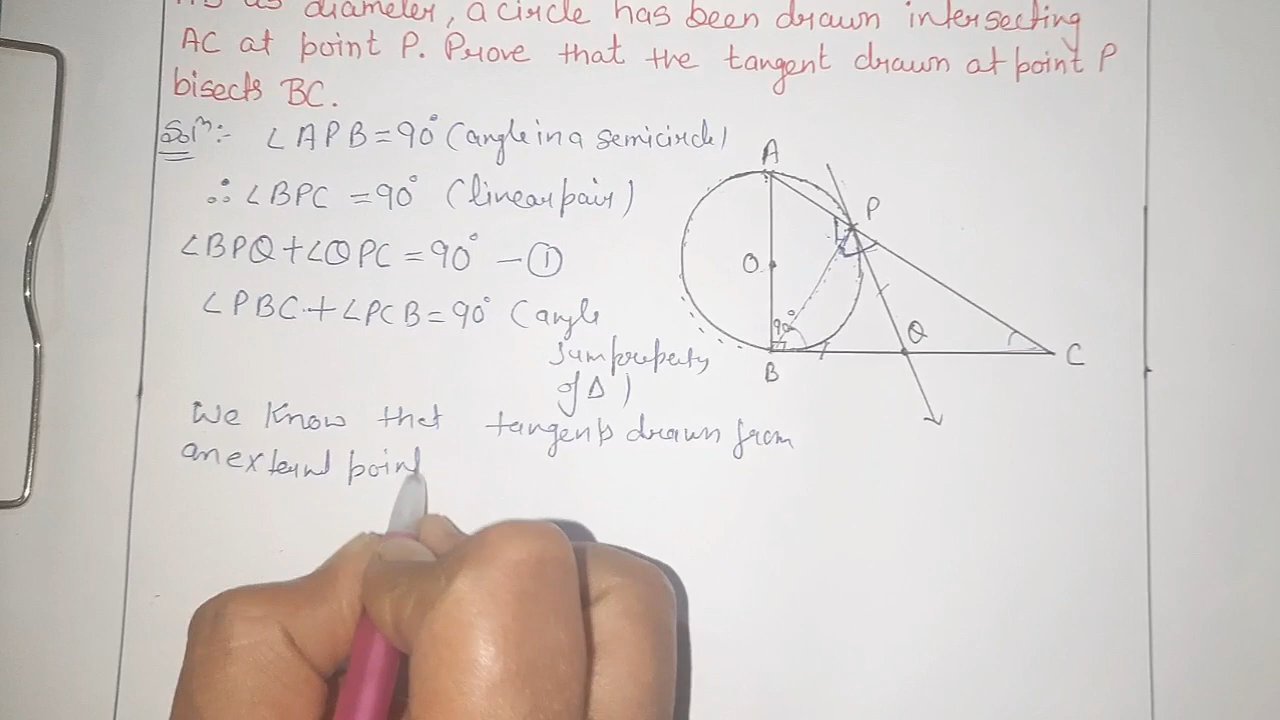 as diameter, a circle has been drawn intersecting
AC at point P. Prove that the tangent drawn at point P
bisects BC.
Solⁿ:- ∠APB = 90° (angle in a semicircle)
∴ ∠BPC = 90° (linear pair)
∠BPQ + ∠QPC = 90° - ①
∠PBC + ∠PCB = 90° (angle
sum property
of Δ)
We know that tangents drawn from
an external point
A
P
O
90°
Q
B
C